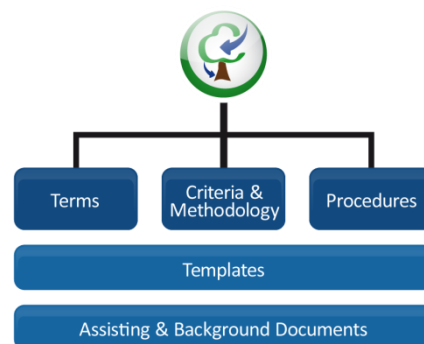 Terms
Criteria &
Methodology
Procedures
Templates
Assisting & Background Documents